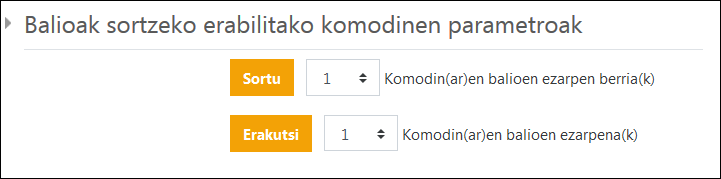 Balioak sortzeko erabilitako komodinen parametroak
Sortu 1 Komodin(ar)en balioen ezarpen berria(k)
Erakutsi 1 Komodin(ar)en balioen ezarpena(k)